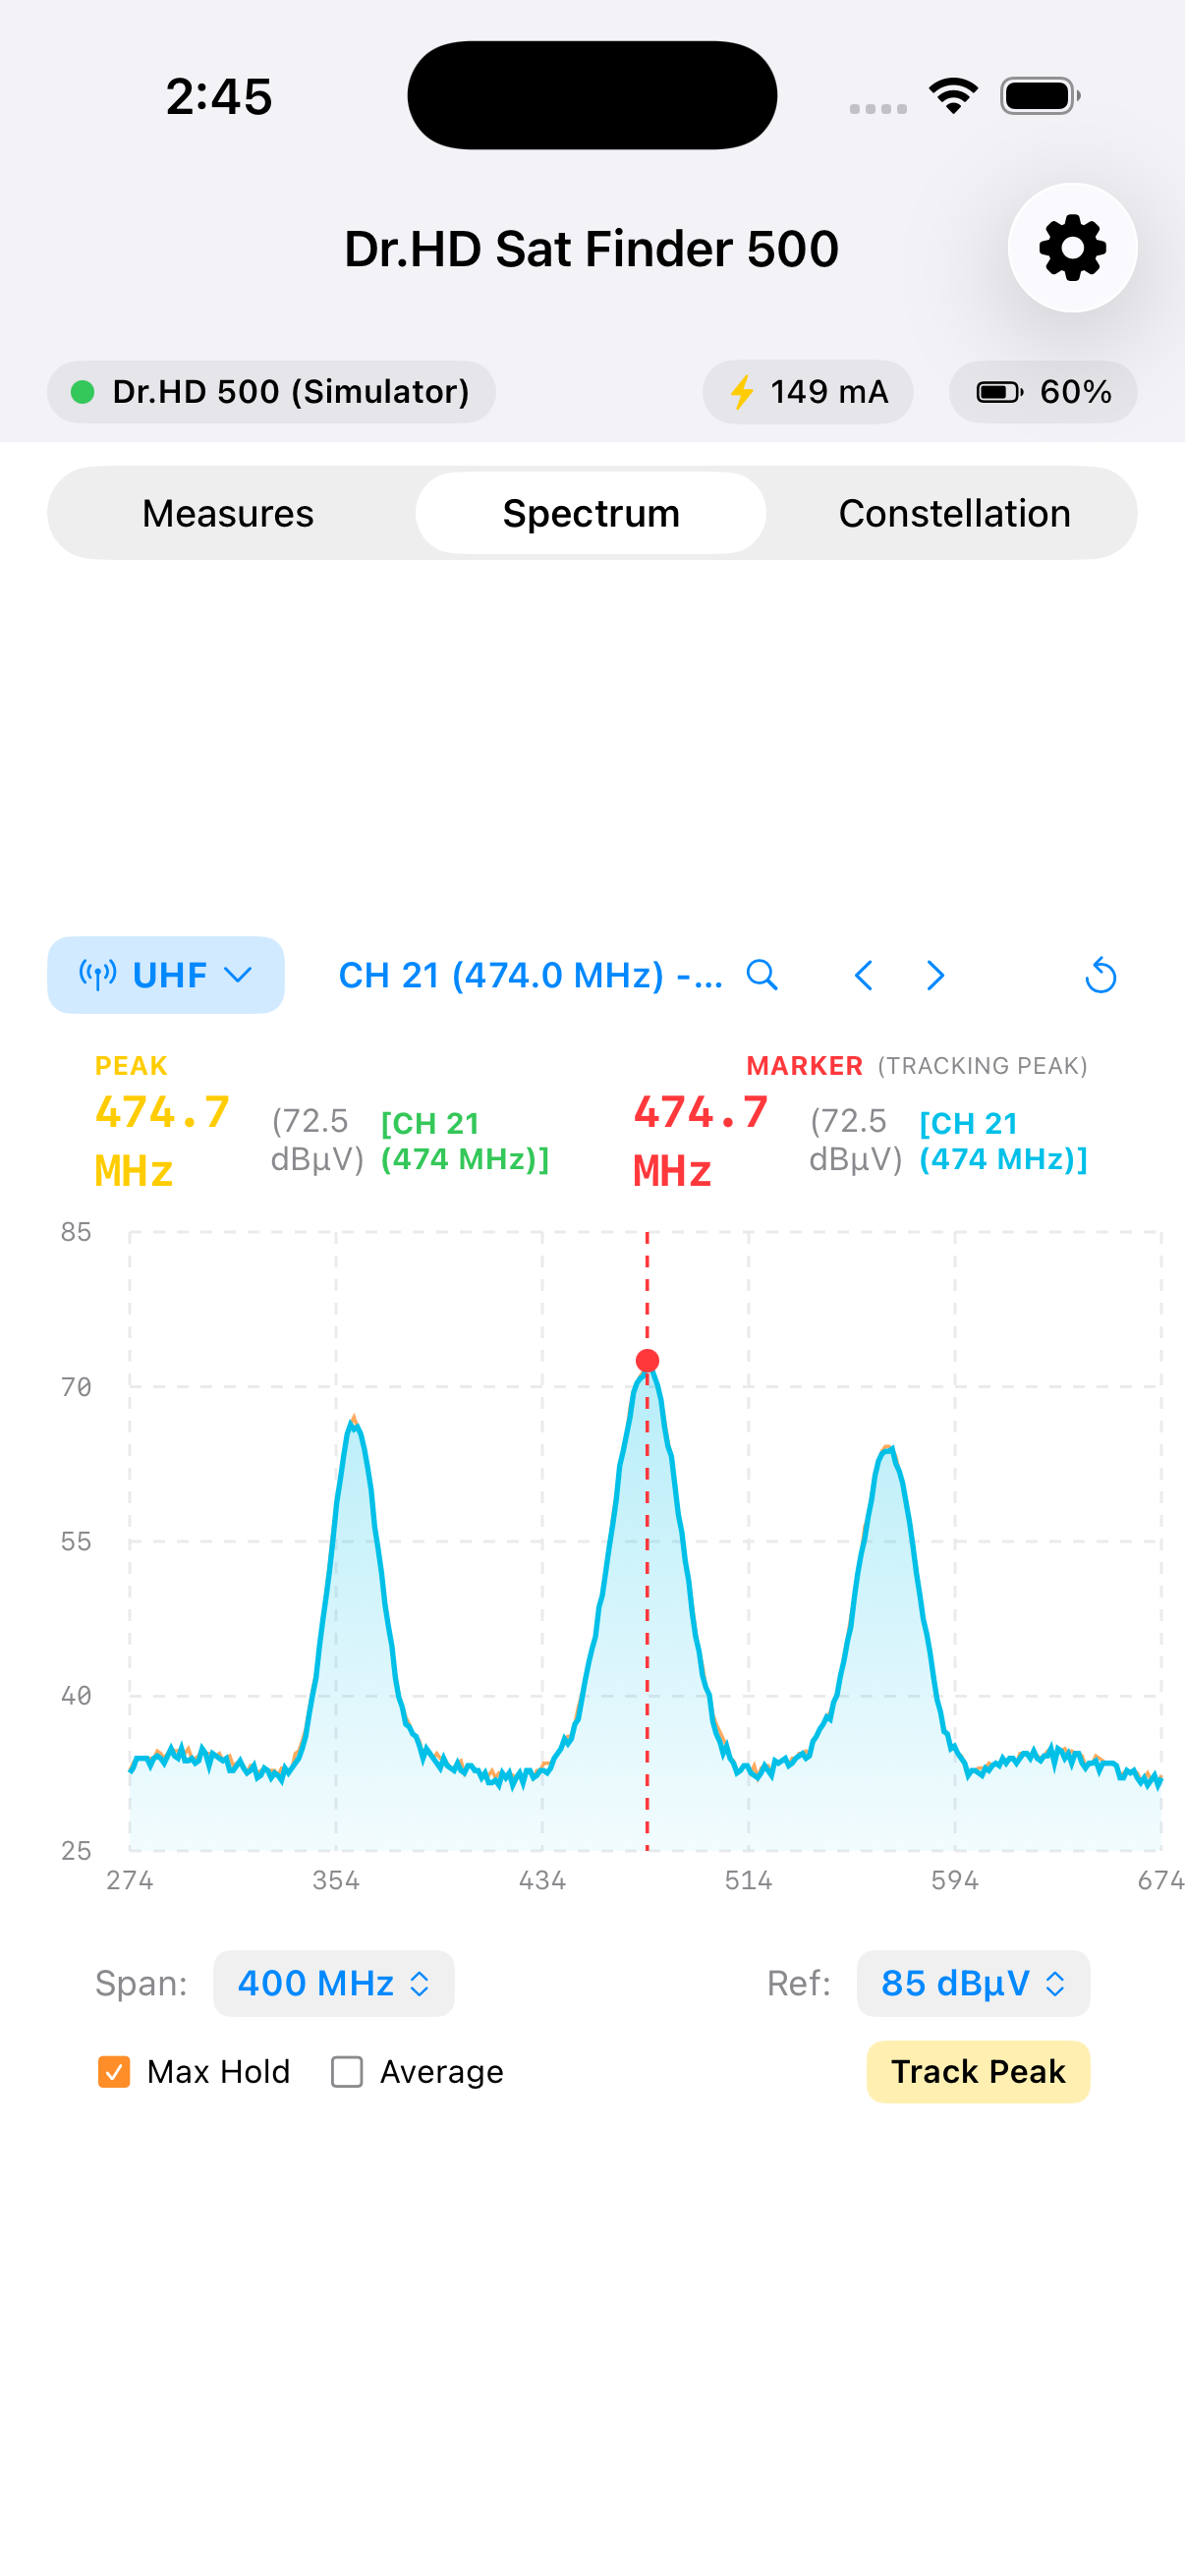 2:45
Dr.HD Sat Finder 500
Dr.HD 500 (Simulator)
149 mA
60%
Measures
Spectrum
Constellation
UHF
CH 21 (474.0 MHz) -...
PEAK
474.7
MHz
(72.5
dBµV)
[CH 21
(474 MHz)]
MARKER (TRACKING PEAK)
474.7
MHz
(72.5
dBµV)
[CH 21
(474 MHz)]
85
70
55
40
25
274
354
434
514
594
674
Span:
400 MHz
Ref:
85 dBµV
Max Hold
Average
Track Peak